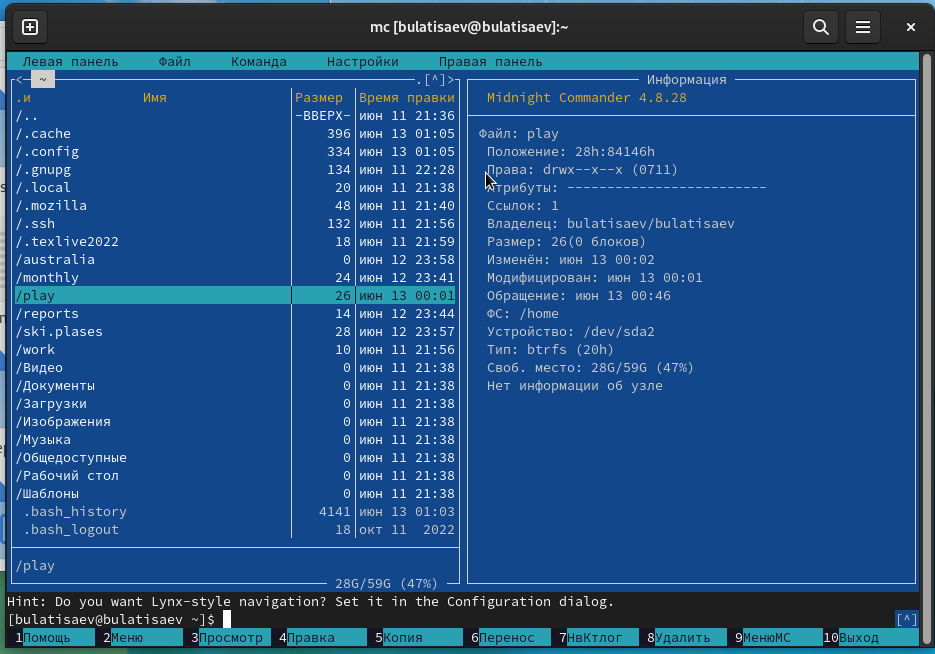 mc [bulatisaev@bulatisaev]:~
Левая панель Файл Команда Настройки Правая панель
<─ ~ .[^]>
.и Имя Размер Время правки
/.. -ВВЕРХ- июн 11 21:36
/.cache 396 июн 13 01:05
/.config 334 июн 13 01:05
/.gnupg 134 июн 11 22:28
/.local 20 июн 11 21:38
/.mozilla 48 июн 11 21:40
/.ssh 132 июн 11 21:56
/.texlive2022 18 июн 11 21:59
/australia 0 июн 12 23:58
/monthly 24 июн 12 23:41
/play 26 июн 13 00:01
/reports 14 июн 12 23:44
/ski.plases 28 июн 12 23:57
/work 10 июн 11 21:56
/Видео 0 июн 11 21:38
/Документы 0 июн 11 21:38
/Загрузки 0 июн 11 21:38
/Изображения 0 июн 11 21:38
/Музыка 0 июн 11 21:38
/Общедоступные 0 июн 11 21:38
/Рабочий стол 0 июн 11 21:38
/Шаблоны 0 июн 11 21:38
.bash_history 4141 июн 13 01:03
.bash_logout 18 окт 11 2022
/play
28G/59G (47%)
Информация
Midnight Commander 4.8.28
Файл: play
Положение: 28h:84146h
Права: drwx--x--x (0711)
Атрибуты: -------------------------
Ссылок: 1
Владелец: bulatisaev/bulatisaev
Размер: 26(0 блоков)
Изменён: июн 13 00:02
Модифицирован: июн 13 00:01
Обращение: июн 13 00:46
ФС: /home
Устройство: /dev/sda2
Тип: btrfs (20h)
Своб. место: 28G/59G (47%)
Нет информации об узле
Hint: Do you want Lynx-style navigation? Set it in the Configuration dialog.
[bulatisaev@bulatisaev ~]$ [^]
1Помощь 2Меню 3Просмотр 4Правка 5Копия 6Перенос 7НвКтлог 8Удалить 9МенюМС 10Выход